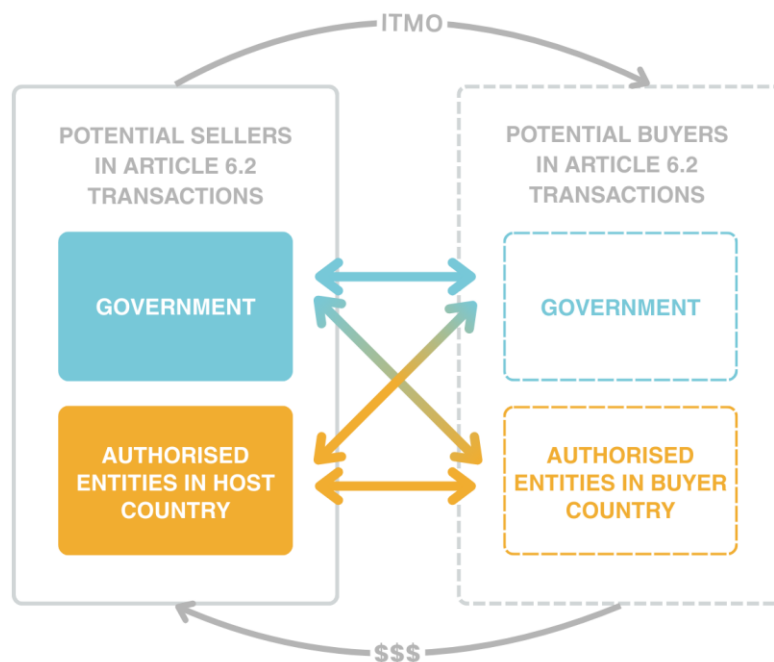 ITMO
POTENTIAL SELLERS
IN ARTICLE 6.2
TRANSACTIONS
GOVERNMENT
AUTHORISED
ENTITIES IN HOST
COUNTRY
POTENTIAL BUYERS
IN ARTICLE 6.2
TRANSACTIONS
GOVERNMENT
AUTHORISED
ENTITIES IN BUYER
COUNTRY
$$$